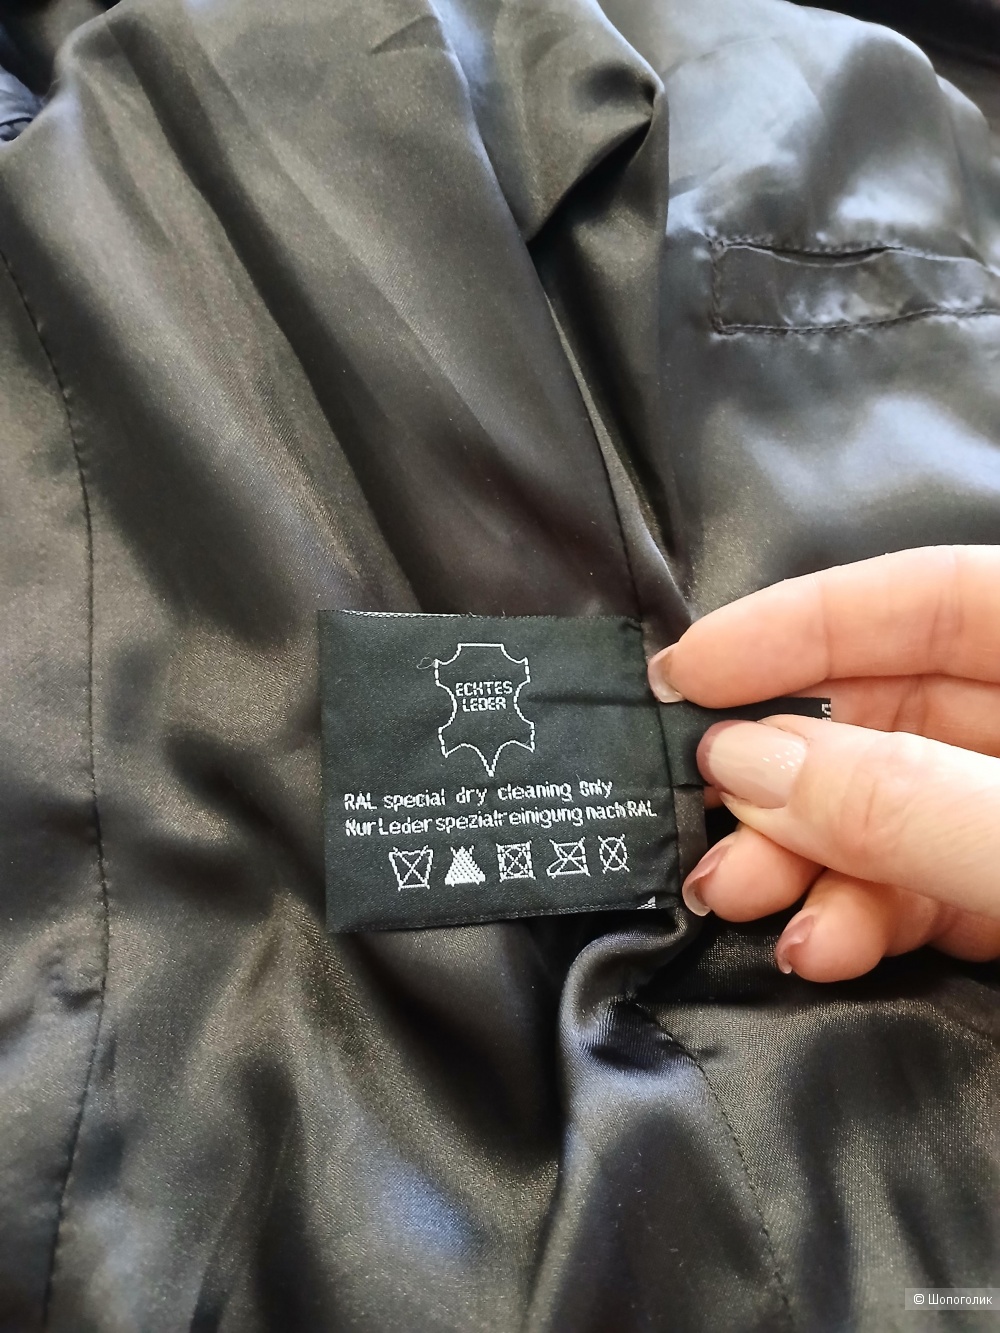 ECHTES
LEDER
RAL special dry cleaning only
Nur Leder spezialreinigung nach RAL
© Шопоголик